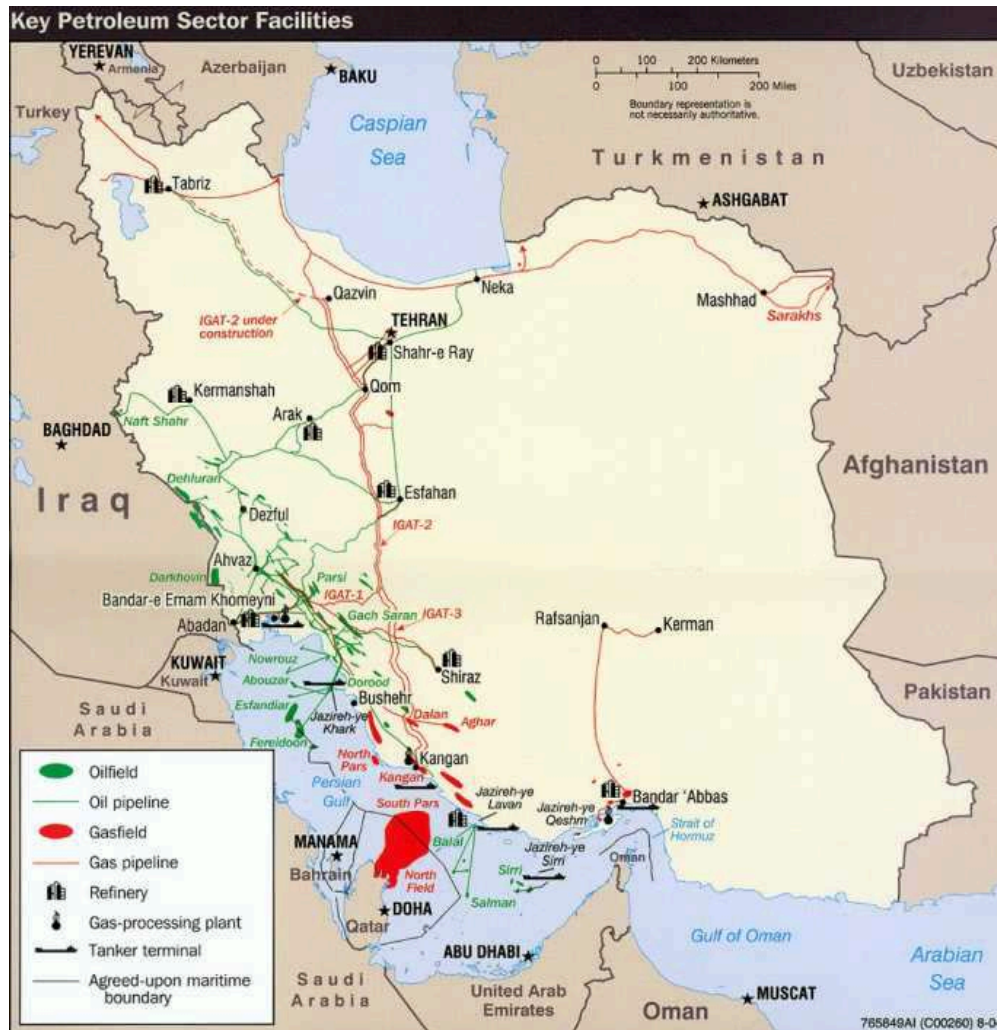 Key Petroleum Sector Facilities
YEREVAN
Armenia
Azerbaijan
BAKU
Turkey
Caspian
Sea
0 100 200 Kilometers
0 100 200 Miles
Boundary representation is
not necessarily authoritative.
Uzbekistan
Turkmenistan
ASHGABAT
Tabriz
Qazvin
Neka
Mashhad
Sarakhs
IGAT-2 under
construction
TEHRAN
Shahr-e Ray
Qom
Kermanshah
Arak
Naft Shahr
BAGHDAD
Iraq
Dehluran
Esfahan
Afghanistan
Dezful
IGAT-2
Ahvaz
Darkhovin
Parsi
IGAT-1
Bandar-e Emam Khomeyni
Gach Saran
IGAT-3
Abadan
Rafsanjan
Kerman
KUWAIT
Kuwait
Nowrouz
Abouzar
Dorood
Shiraz
Pakistan
Saudi
Arabia
Esfandiar
Jazireh-ye
Khark
Bushehr
Fereidoon
Dalan
Aghar
North
Pars
Kangan
Kangan
Persian
Gulf
South Pars
Jazireh-ye
Lavan
Jazireh-ye
Qeshm
Bandar 'Abbas
Strait of
Hormuz
MANAMA
Bahrain
Balal
Jazireh-ye
Sirri
Oman
North
Field
Sirri
Salman
DOHA
Qatar
ABU DHABI
Gulf of Oman
Arabian
Sea
Saudi
Arabia
United Arab
Emirates
Oman
MUSCAT
Oilfield
Oil pipeline
Gasfield
Gas pipeline
Refinery
Gas-processing plant
Tanker terminal
Agreed-upon maritime
boundary
765849AI (C00260) 8-0